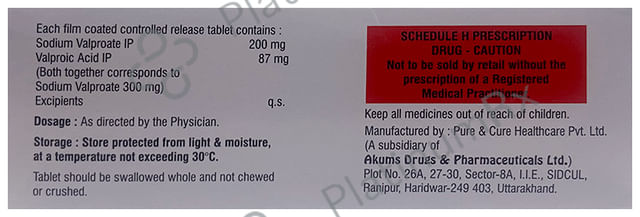 Each film coated controlled release tablet contains :
Sodium Valproate IP 200 mg
Valproic Acid IP 87 mg
(Both together corresponds to
Sodium Valproate 300 mg)
Excipients q.s.
Dosage : As directed by the Physician.
Storage : Store protected from light & moisture,
at a temperature not exceeding 30°C.
Tablet should be swallowed whole and not chewed
or crushed.
SCHEDULE H PRESCRIPTION
DRUG - CAUTION
Not to be sold by retail without the
prescription of a Registered
Medical Practitioner
Keep all medicines out of reach of children.
Manufactured by : Pure & Cure Healthcare Pvt. Ltd.
(A subsidiary of
Akums Drugs & Pharmaceuticals Ltd.)
Plot No. 26A, 27-30, Sector-8A, I.I.E., SIDCUL,
Ranipur, Haridwar-249 403, Uttarakhand.
PlatinumRx